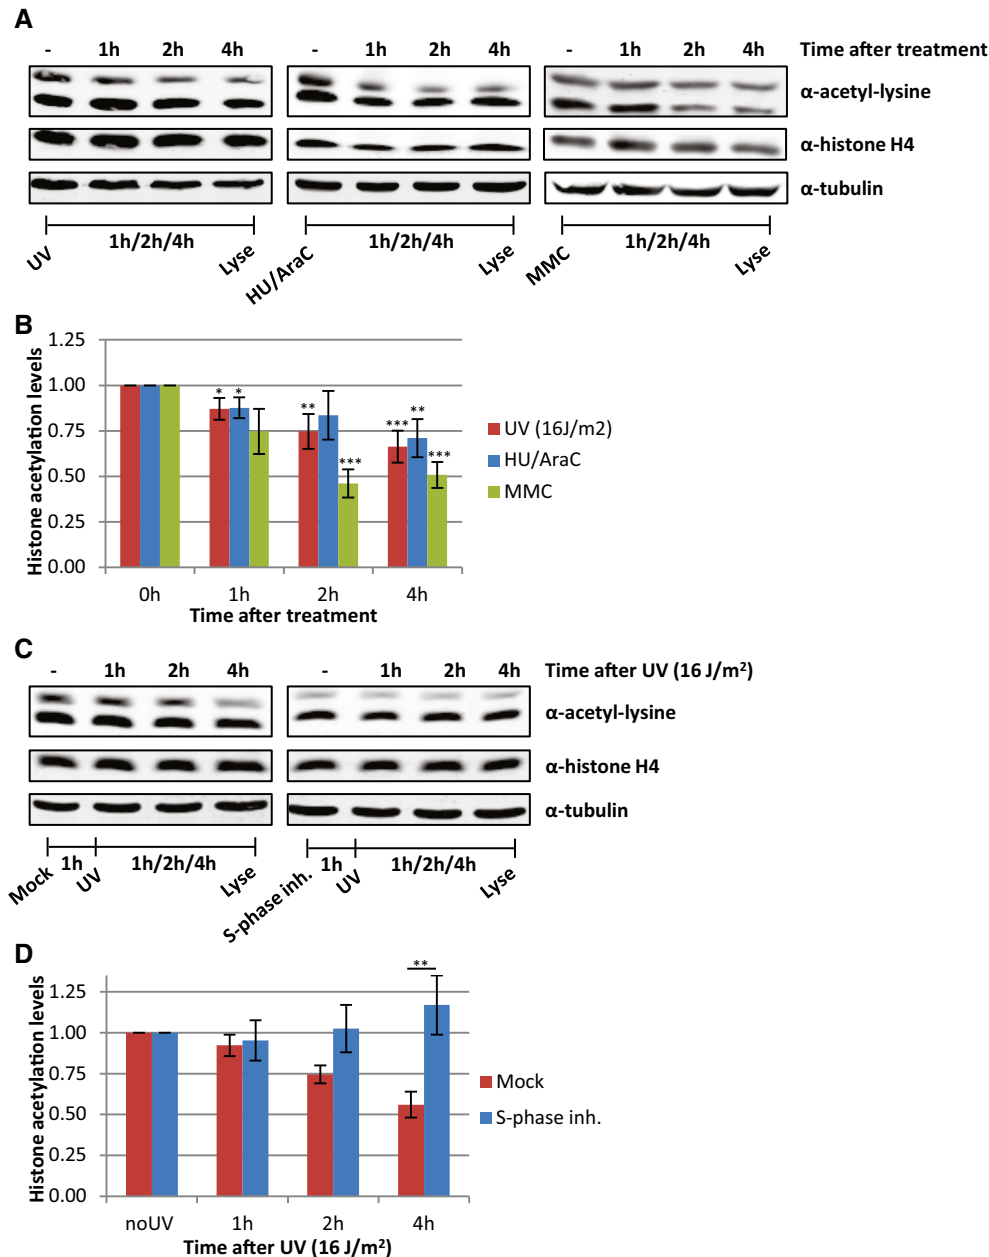 A
- 1h 2h 4h - 1h 2h 4h - 1h 2h 4h Time after treatment
α-acetyl-lysine
α-histone H4
α-tubulin
UV 1h/2h/4h Lyse HU/AraC 1h/2h/4h Lyse MMC 1h/2h/4h Lyse
B
Histone acetylation levels
1.25
1.00
0.75
0.50
0.25
0.00
* * ** *** *** ** ***
UV (16J/m2)
HU/AraC
MMC
0h 1h 2h 4h
Time after treatment
C
- 1h 2h 4h - 1h 2h 4h Time after UV (16 J/m²)
α-acetyl-lysine
α-histone H4
α-tubulin
Mock 1h UV 1h/2h/4h Lyse S-phase inh. 1h UV 1h/2h/4h Lyse
D
Histone acetylation levels
**
1.25
1.00
0.75
0.50
0.25
0.00
Mock
S-phase inh.
noUV 1h 2h 4h
Time after UV (16 J/m²)